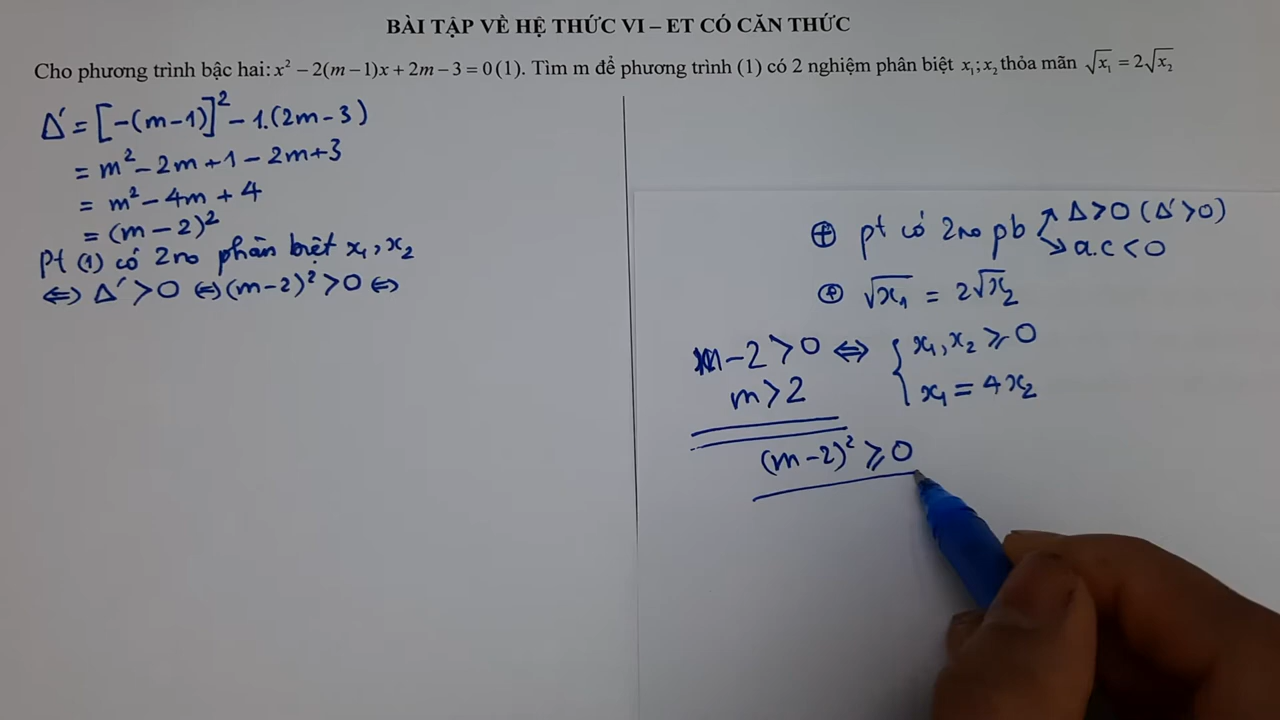 BÀI TẬP VỀ HỆ THỨC VI – ET CÓ CĂN THỨC
Cho phương trình bậc hai: x² − 2(m − 1)x + 2m − 3 = 0 (1). Tìm m để phương trình (1) có 2 nghiệm phân biệt x₁; x₂ thỏa mãn √x₁ = 2√x₂
Δ' = [−(m−1)]² − 1.(2m − 3)
= m² − 2m + 1 − 2m + 3
= m² − 4m + 4
= (m − 2)²
Pt (1) có 2 no phân biệt x₁, x₂
⇔ Δ' > 0 ⇔ (m − 2)² > 0 ⇔
⊕ pt có 2 no pb ↗ Δ > 0 (Δ' > 0)
↘ a.c < 0
⊕ √x₁ = 2√x₂
m − 2 > 0 ⇔ { x₁, x₂ ⩾ 0
m > 2 x₁ = 4x₂
(m − 2)² ⩾ 0